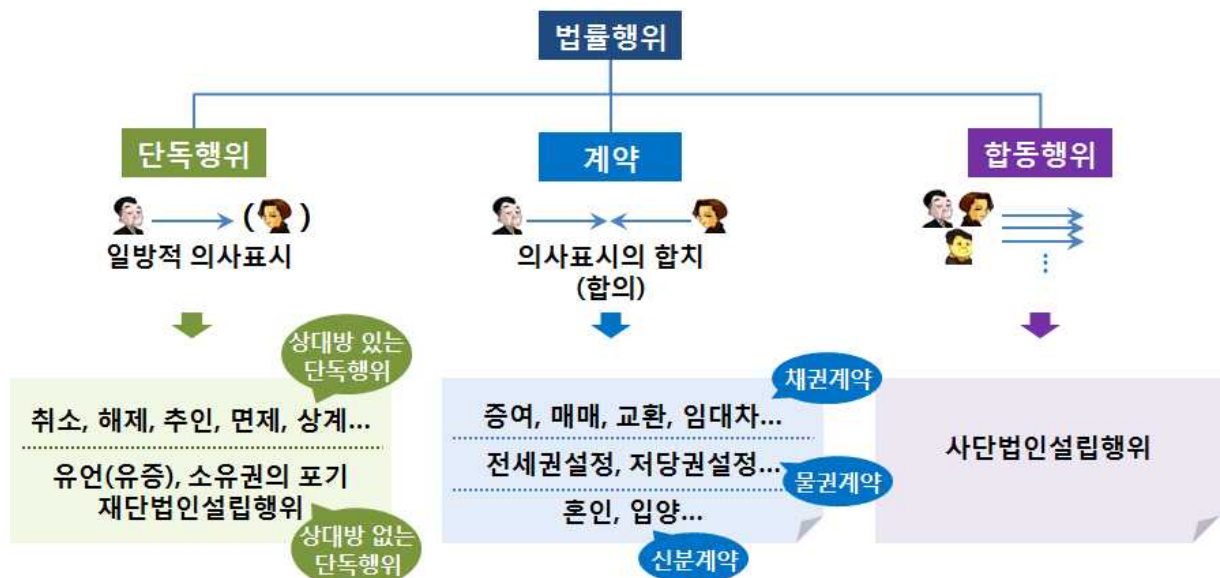 법률행위
단독행위
일방적 의사표시
상대방 있는
단독행위
취소, 해제, 추인, 면제, 상계...
유언(유증), 소유권의 포기
재단법인설립행위
상대방 없는
단독행위
계약
의사표시의 합치
(합의)
채권계약
증여, 매매, 교환, 임대차...
전세권설정, 저당권설정...
물권계약
혼인, 입양...
신분계약
합동행위
사단법인설립행위